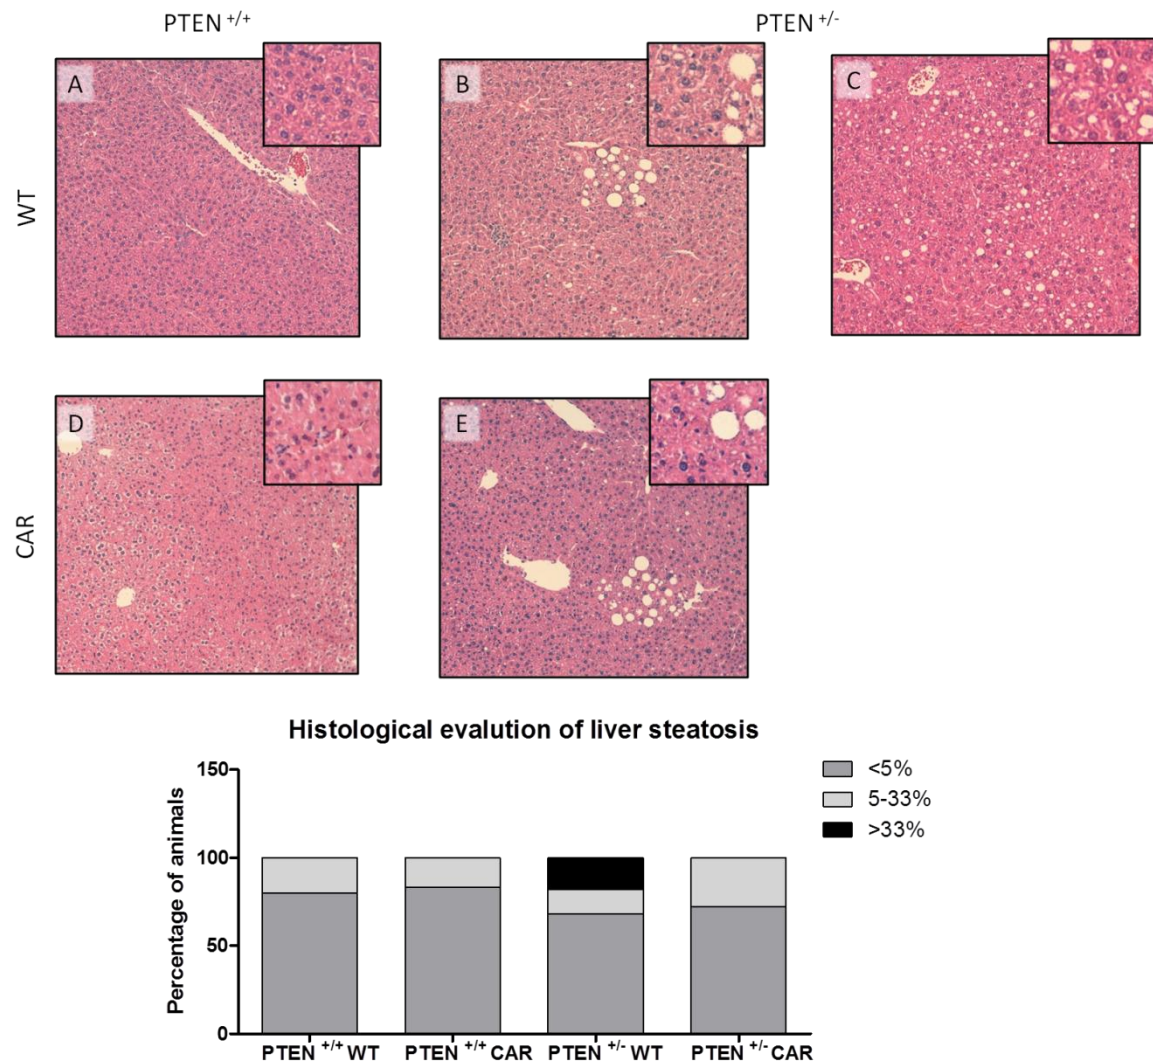 PTEN +/+
PTEN +/-
WT
A
B
C
CAR
D
E
Histological evalution of liver steatosis
Percentage of animals
150
100
50
0
<5%
5-33%
>33%
PTEN +/+ WT
PTEN +/+ CAR
PTEN +/- WT
PTEN +/- CAR